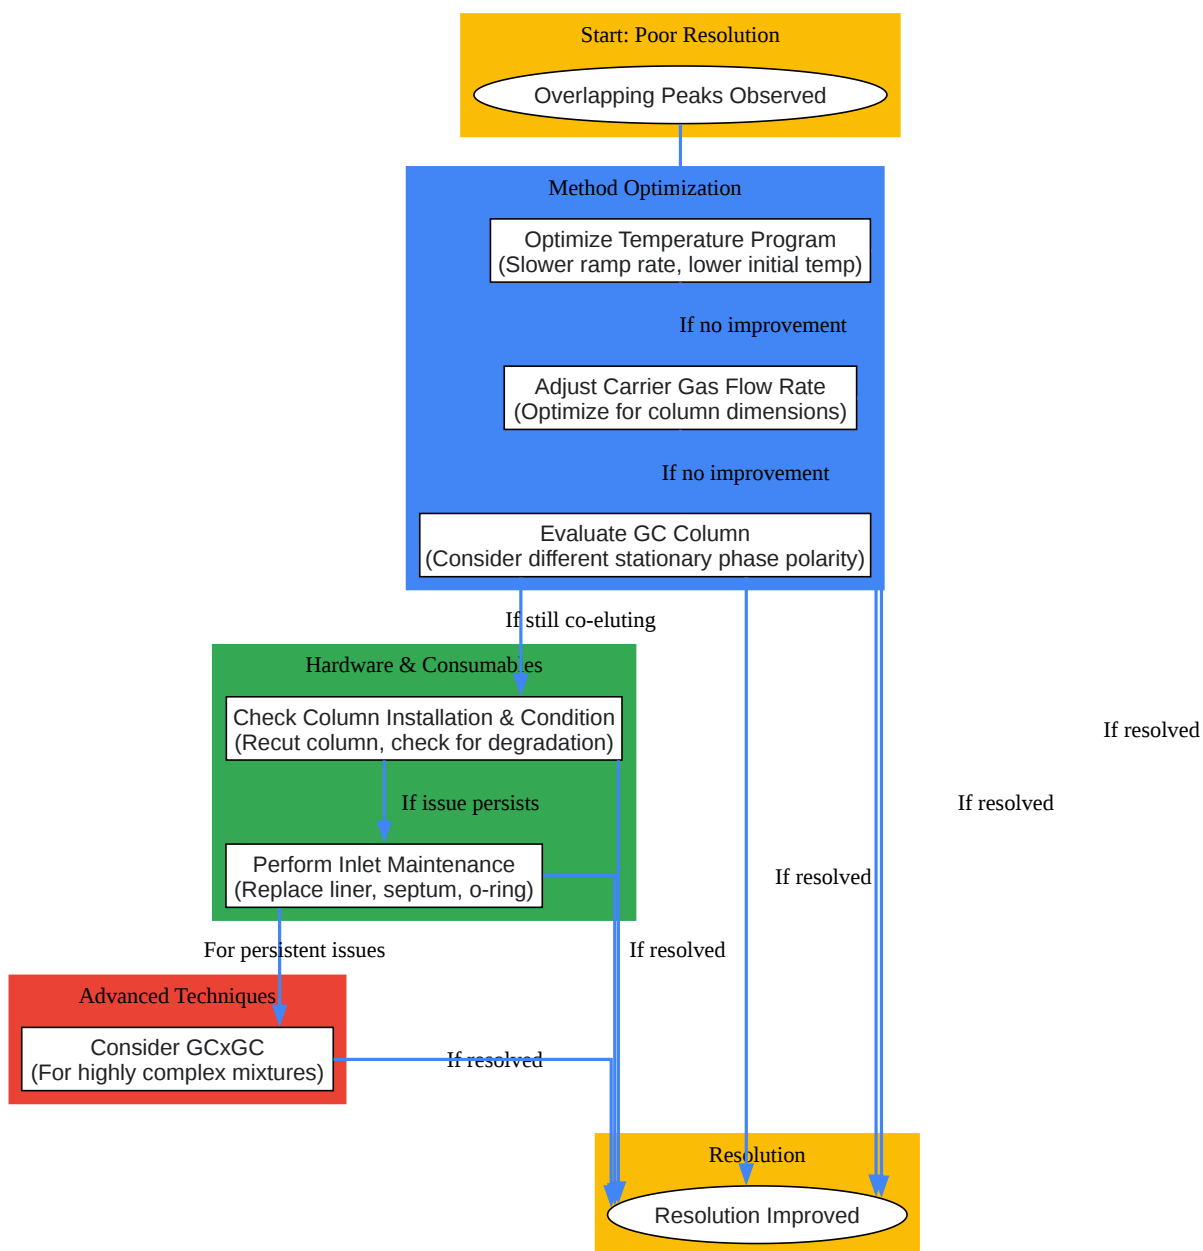 Start: Poor Resolution
Overlapping Peaks Observed
Method Optimization
Optimize Temperature Program
(Slower ramp rate, lower initial temp)
If no improvement
Adjust Carrier Gas Flow Rate
(Optimize for column dimensions)
If no improvement
Evaluate GC Column
(Consider different stationary phase polarity)
If still co-eluting
Hardware & Consumables
Check Column Installation & Condition
(Recut column, check for degradation)
If resolved
If issue persists
If resolved
Perform Inlet Maintenance
(Replace liner, septum, o-ring)
If resolved
For persistent issues
If resolved
Advanced Techniques
Consider GCxGC
(For highly complex mixtures)
If resolved
Resolution
Resolution Improved